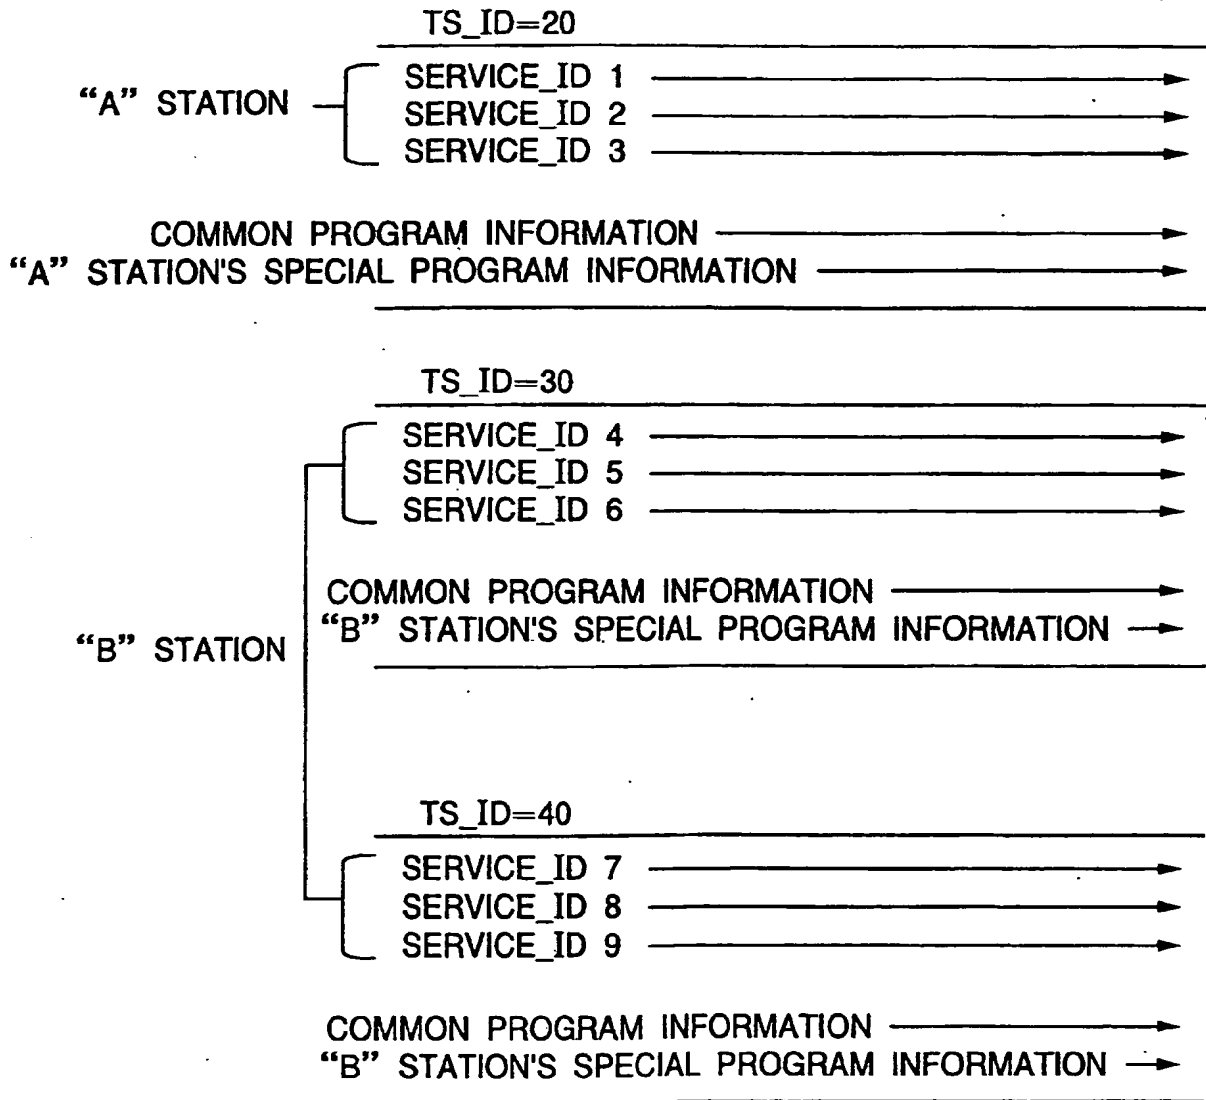 TS_ID=20
“A” STATION
SERVICE_ID 1
SERVICE_ID 2
SERVICE_ID 3
COMMON PROGRAM INFORMATION
“A” STATION'S SPECIAL PROGRAM INFORMATION
TS_ID=30
SERVICE_ID 4
SERVICE_ID 5
SERVICE_ID 6
COMMON PROGRAM INFORMATION
“B” STATION'S SPECIAL PROGRAM INFORMATION
“B” STATION
TS_ID=40
SERVICE_ID 7
SERVICE_ID 8
SERVICE_ID 9
COMMON PROGRAM INFORMATION
“B” STATION'S SPECIAL PROGRAM INFORMATION